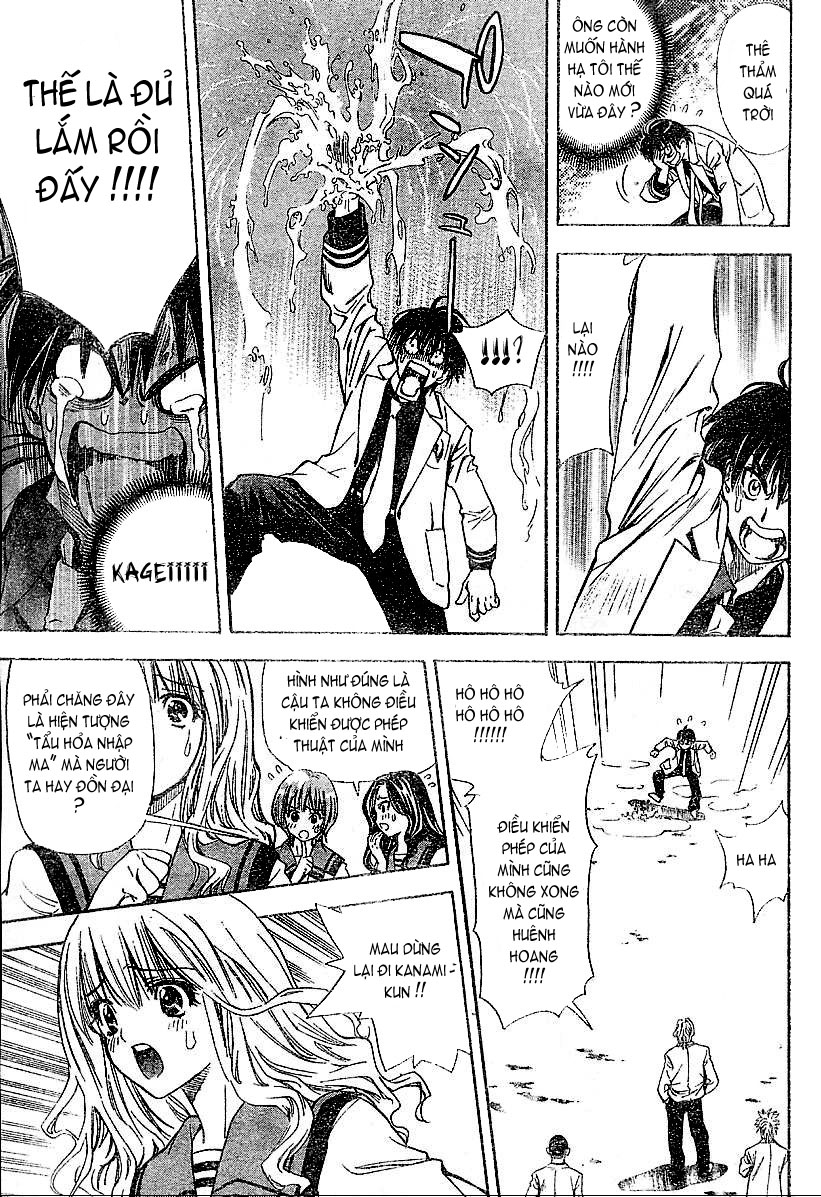 THẾ
THẢM
QUÁ
TRỜI
ÔNG CÒN
MUỐN HÀNH
HẠ TÔI THẾ
NÀO MỚI
VỪA ĐÂY ?
LẠI
NÀO
!!!!
!!!?
THẾ LÀ ĐỦ
LẮM RỒI
ĐẤY !!!!
KAGEIIIII
HÔ HÔ HÔ
HÔ HÔ HÔ
!!!!!!
HA HA
ĐIỀU KHIỂN
PHÉP CỦA
MÌNH CŨNG
KHÔNG XONG
MÀ CŨNG
HUÊNH
HOANG
!!!!
HÌNH NHƯ ĐÚNG LÀ
CẬU TA KHÔNG ĐIỀU
KHIỂN ĐƯỢC PHÉP
THUẬT CỦA MÌNH
PHẢI CHĂNG ĐÂY
LÀ HIỆN TƯỢNG
"TẨU HỎA NHẬP
MA" MÀ NGƯỜI
TA HAY ĐỒN ĐẠI
?
MAU DỪNG
LẠI ĐI KANAMI -
KUN !!